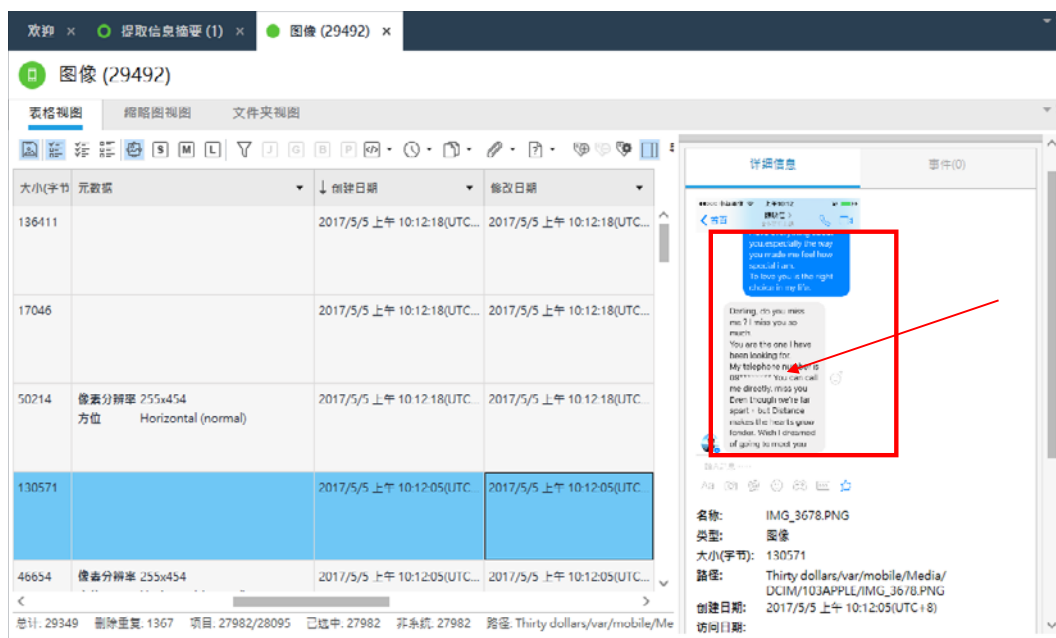 欢迎 ×
提取信息摘要 (1) ×
图像 (29492) ×
图像 (29492)
表格视图
缩略图视图
文件夹视图
S M L J G B P
大小(字节
元数据
↓ 创建日期
修改日期
136411
2017/5/5 上午 10:12:18(UTC...
2017/5/5 上午 10:12:18(UTC...
17046
2017/5/5 上午 10:12:18(UTC...
2017/5/5 上午 10:12:18(UTC...
50214
像素分辨率 255x454
方位 Horizontal (normal)
2017/5/5 上午 10:12:18(UTC...
2017/5/5 上午 10:12:18(UTC...
130571
2017/5/5 上午 10:12:05(UTC...
2017/5/5 上午 10:12:05(UTC...
46654
像素分辨率 255x454
2017/5/5 上午 10:12:05(UTC...
2017/5/5 上午 10:12:05(UTC...
总计: 29349 删除重复: 1367 项目: 27982/28095 已选中: 27982 非系统: 27982 路径: Thirty dollars/var/mobile/Me
详细信息
事件(0)
上午10:12
you,especially the way
you made me feel how
special i am.
To love you is the right
choice in my life.
Darling, do you miss
me ? I miss you so
much.
You are the one I have
been looking for.
My telephone number is
09******** You can call
me directly, miss you
Even though we're far
apart, but Distance
makes the hearts grow
fonder. Wish I dreamed
of going to meet you
名称: IMG_3678.PNG
类型: 图像
大小(字节): 130571
路径: Thirty dollars/var/mobile/Media/
DCIM/103APPLE/IMG_3678.PNG
创建日期: 2017/5/5 上午 10:12:05(UTC+8)
访问日期: